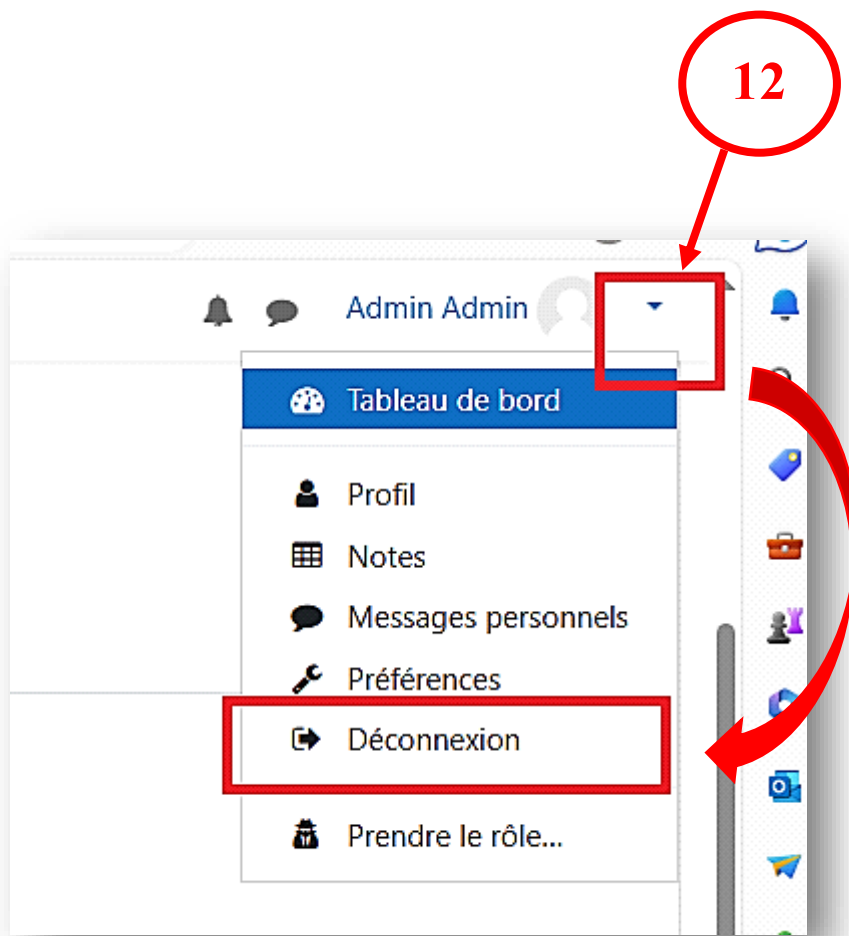 12
Admin Admin
Tableau de bord
Profil
Notes
Messages personnels
Préférences
Déconnexion
Prendre le rôle...